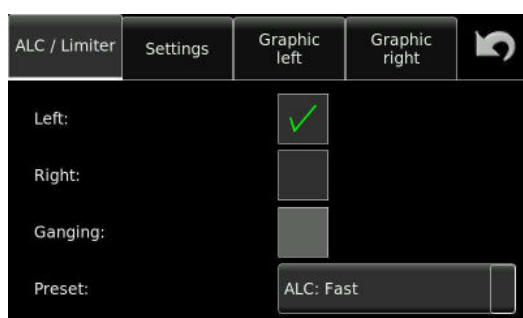 ALC / Limiter
Settings
Graphic
left
Graphic
right
Left:
Right:
Ganging:
Preset:
ALC: Fast